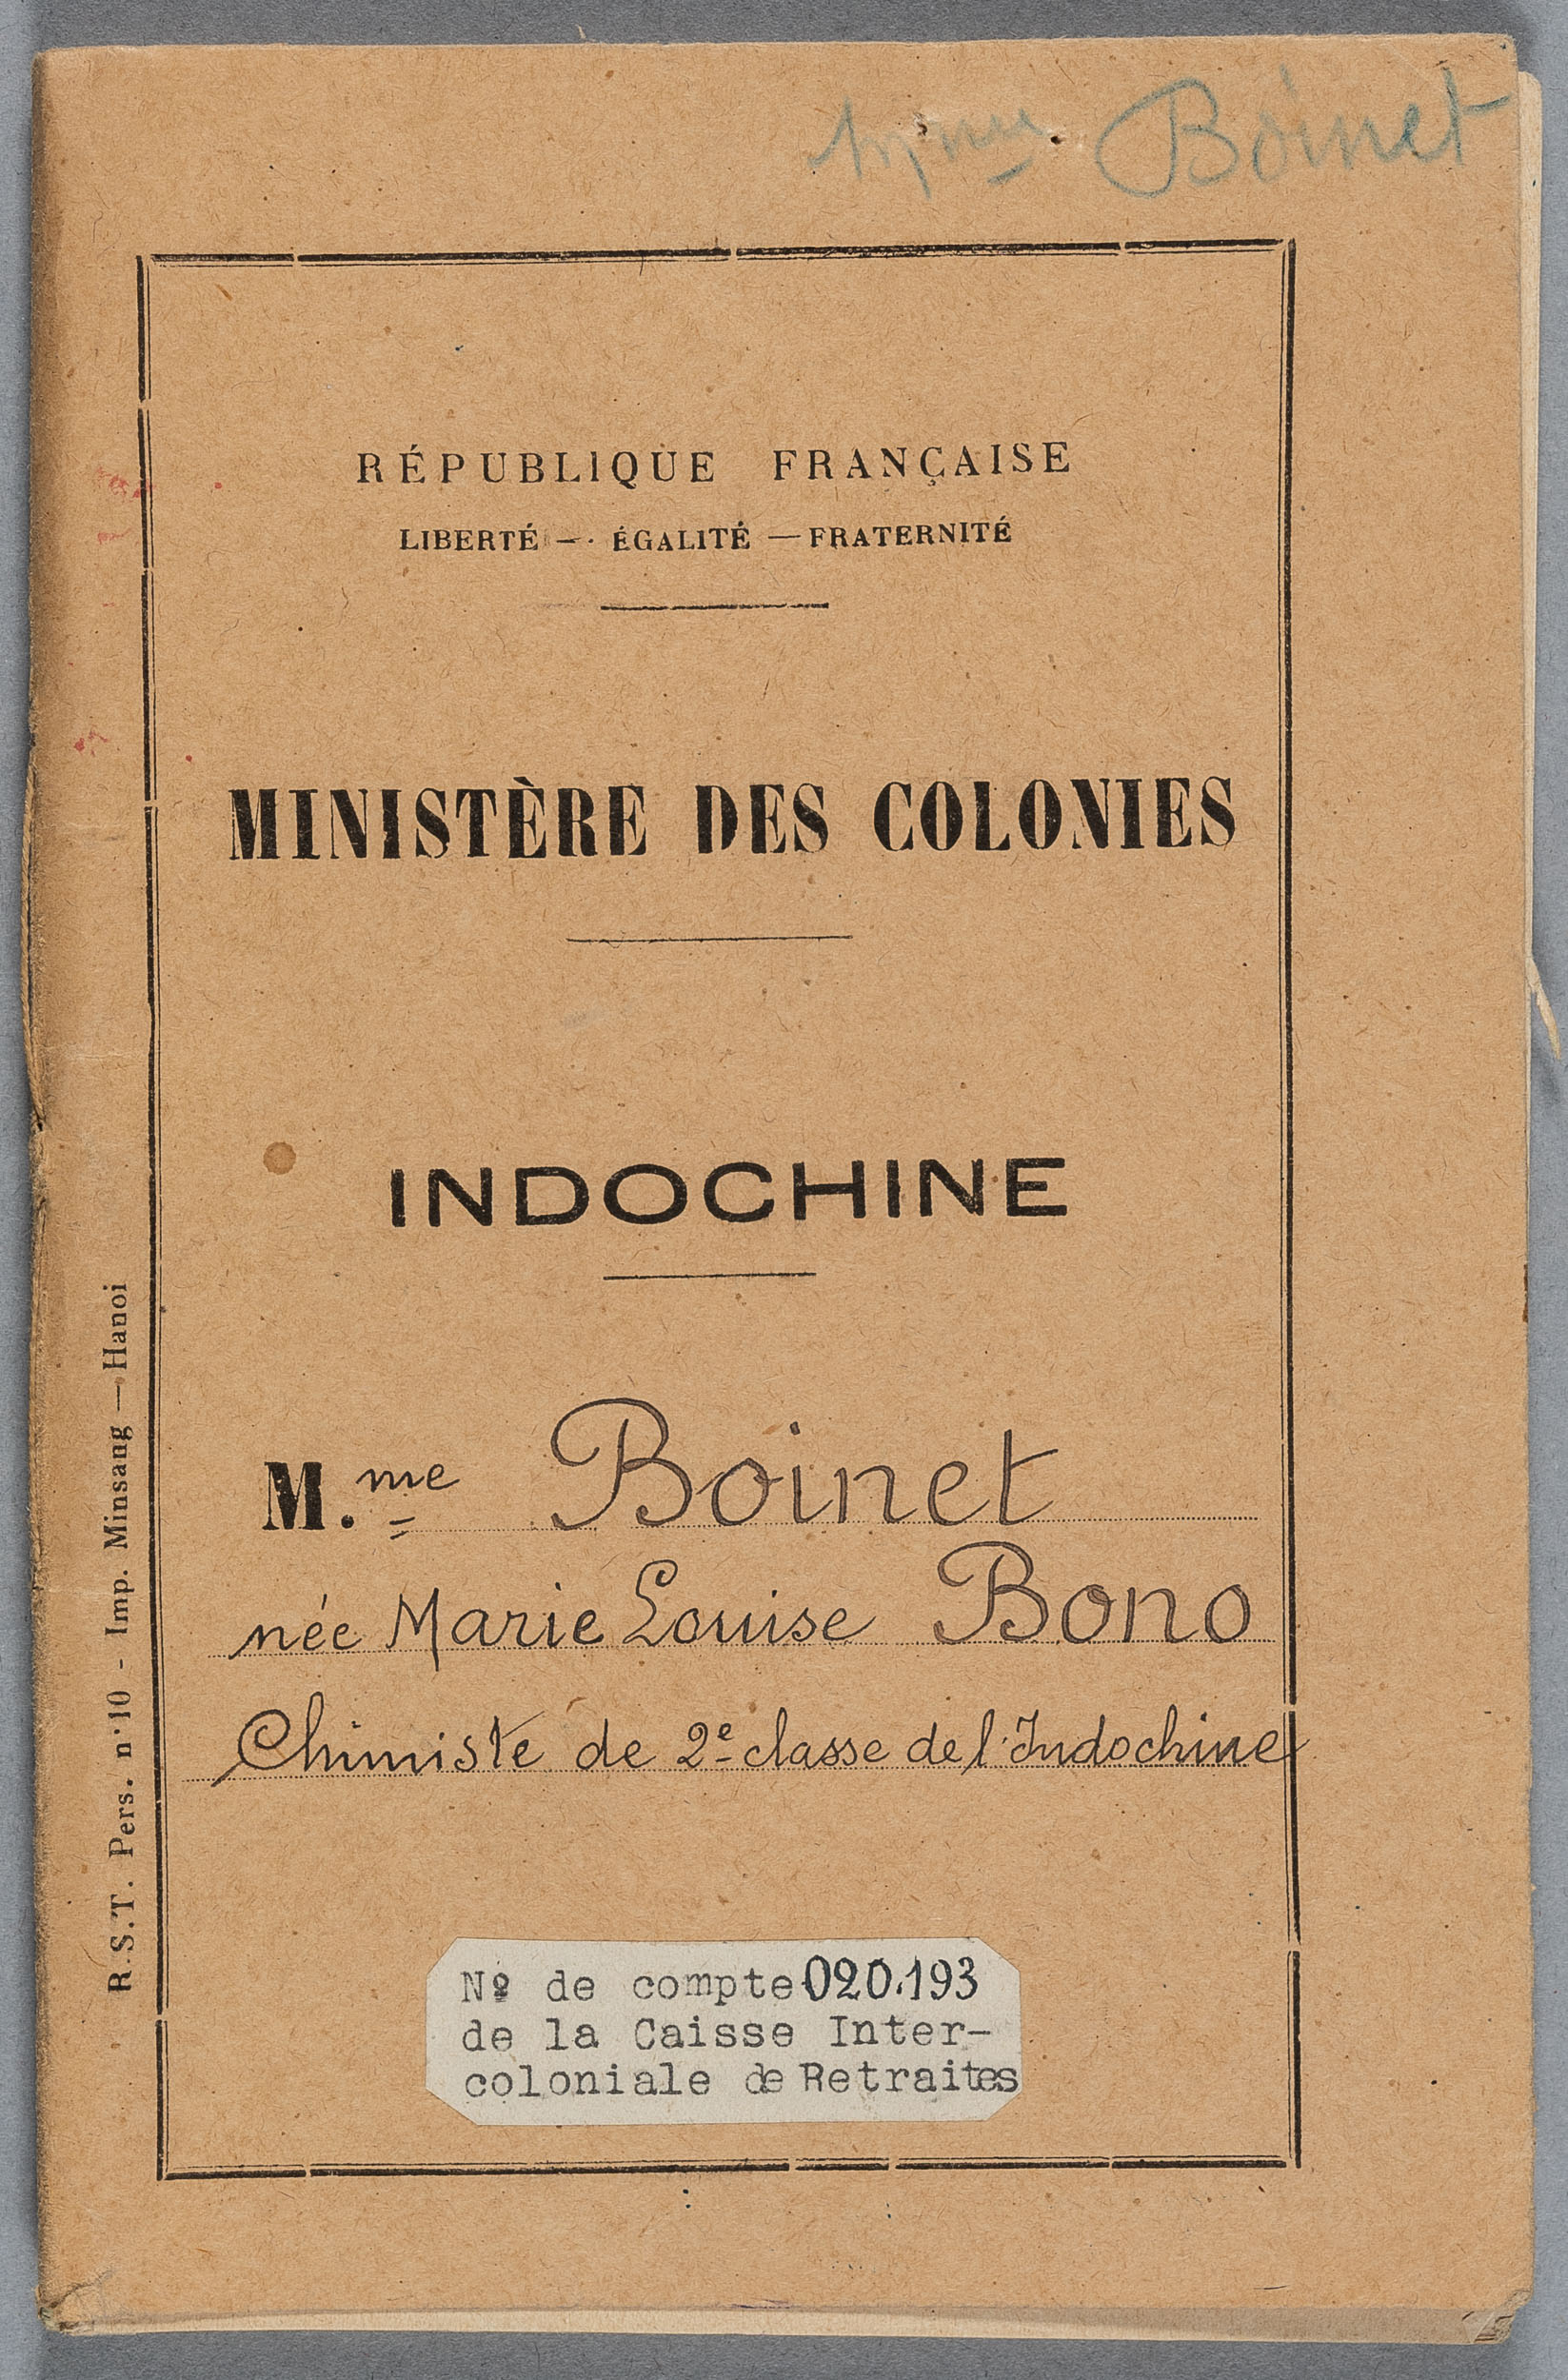 Mme Boinet
RÉPUBLIQUE FRANÇAISE
LIBERTÉ — ÉGALITÉ — FRATERNITÉ
MINISTÈRE DES COLONIES
INDOCHINE
M.me Boinet
née Marie Louise Bono
Chimiste de 2e classe de l'Indochine
Nº de compte 020.193
de la Caisse Inter-
coloniale de Retraites
R.S.T. Pers. n° 10 - Imp. Minsang — Hanoi